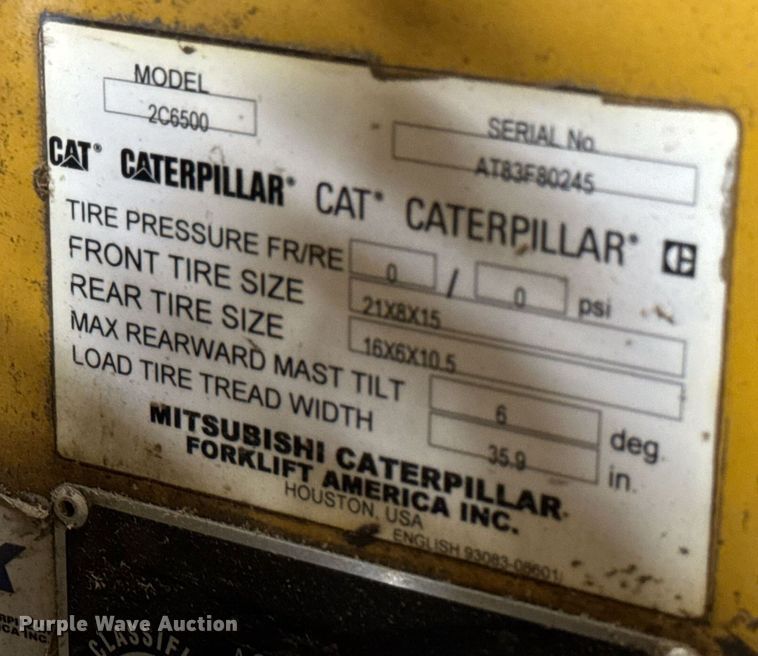 MODEL
2C6500
SERIAL No.
AT83F80245
CAT® CATERPILLAR® CAT® CATERPILLAR®
TIRE PRESSURE FR/RE 0 / 0 psi
FRONT TIRE SIZE 21X8X15
REAR TIRE SIZE 16X6X10.5
MAX REARWARD MAST TILT 6 deg.
LOAD TIRE TREAD WIDTH 35.9 in.
MITSUBISHI CATERPILLAR
FORKLIFT AMERICA INC.
HOUSTON, USA
ENGLISH 93083-08601
Purple Wave Auction